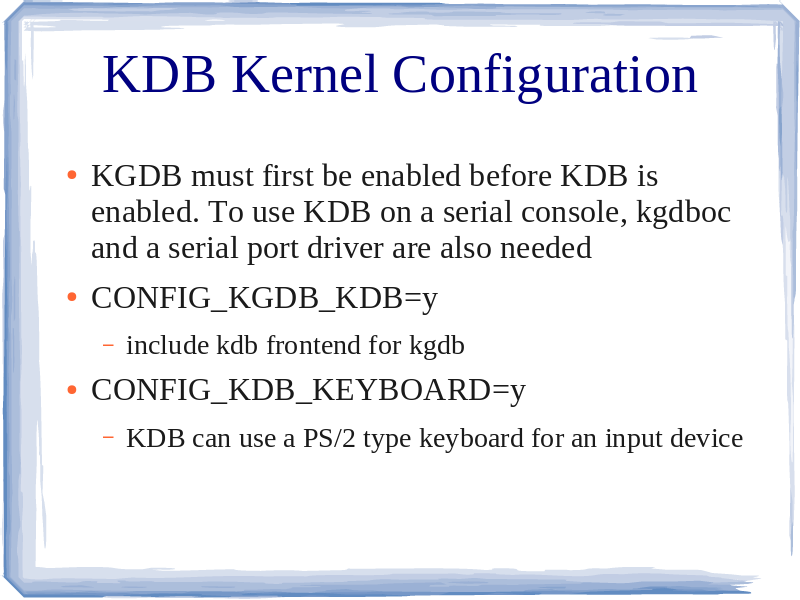 KDB Kernel Configuration
• KGDB must first be enabled before KDB is
enabled. To use KDB on a serial console, kgdboc
and a serial port driver are also needed
• CONFIG_KGDB_KDB=y
– include kdb frontend for kgdb
• CONFIG_KDB_KEYBOARD=y
– KDB can use a PS/2 type keyboard for an input device